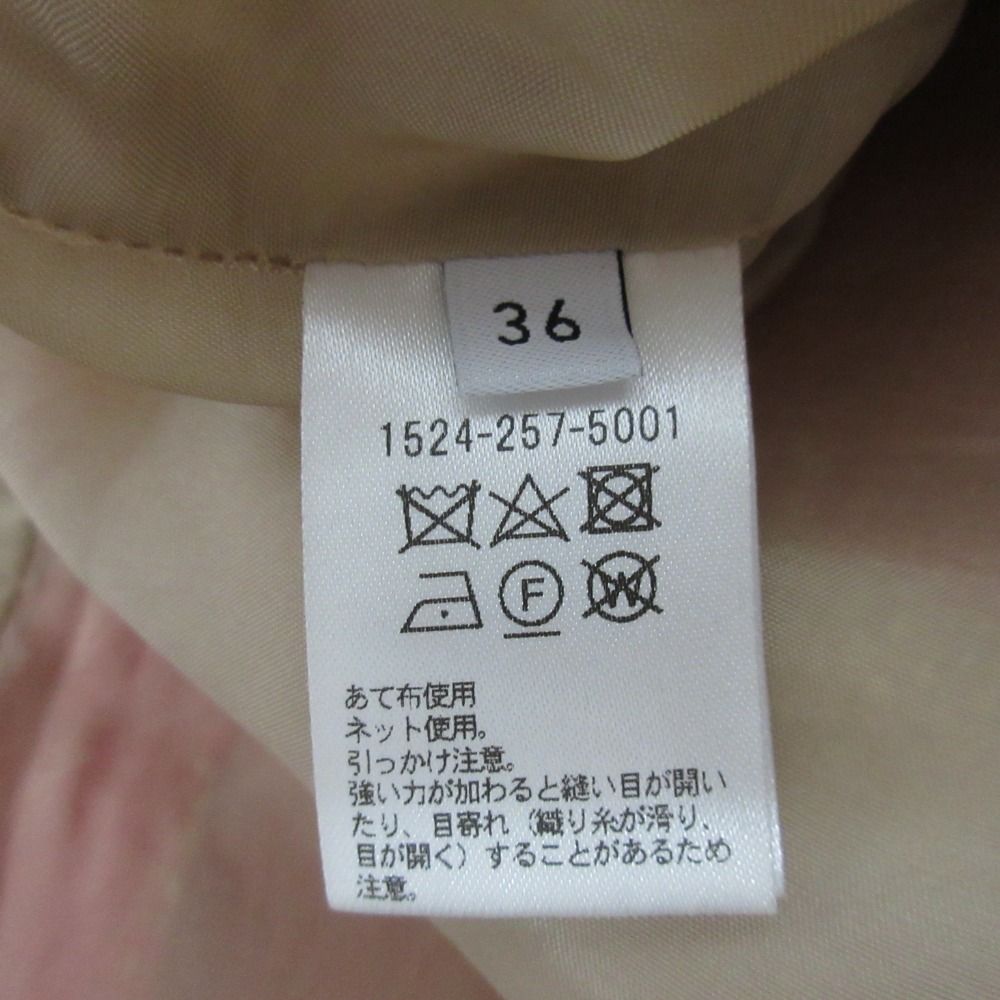 36
1524-257-5001
F
W
あて布使用
ネット使用。
引っかけ注意。
強い力が加わると縫い目が開い
たり、目寄れ（織り糸が滑り、
目が開く）することがあるため
注意。